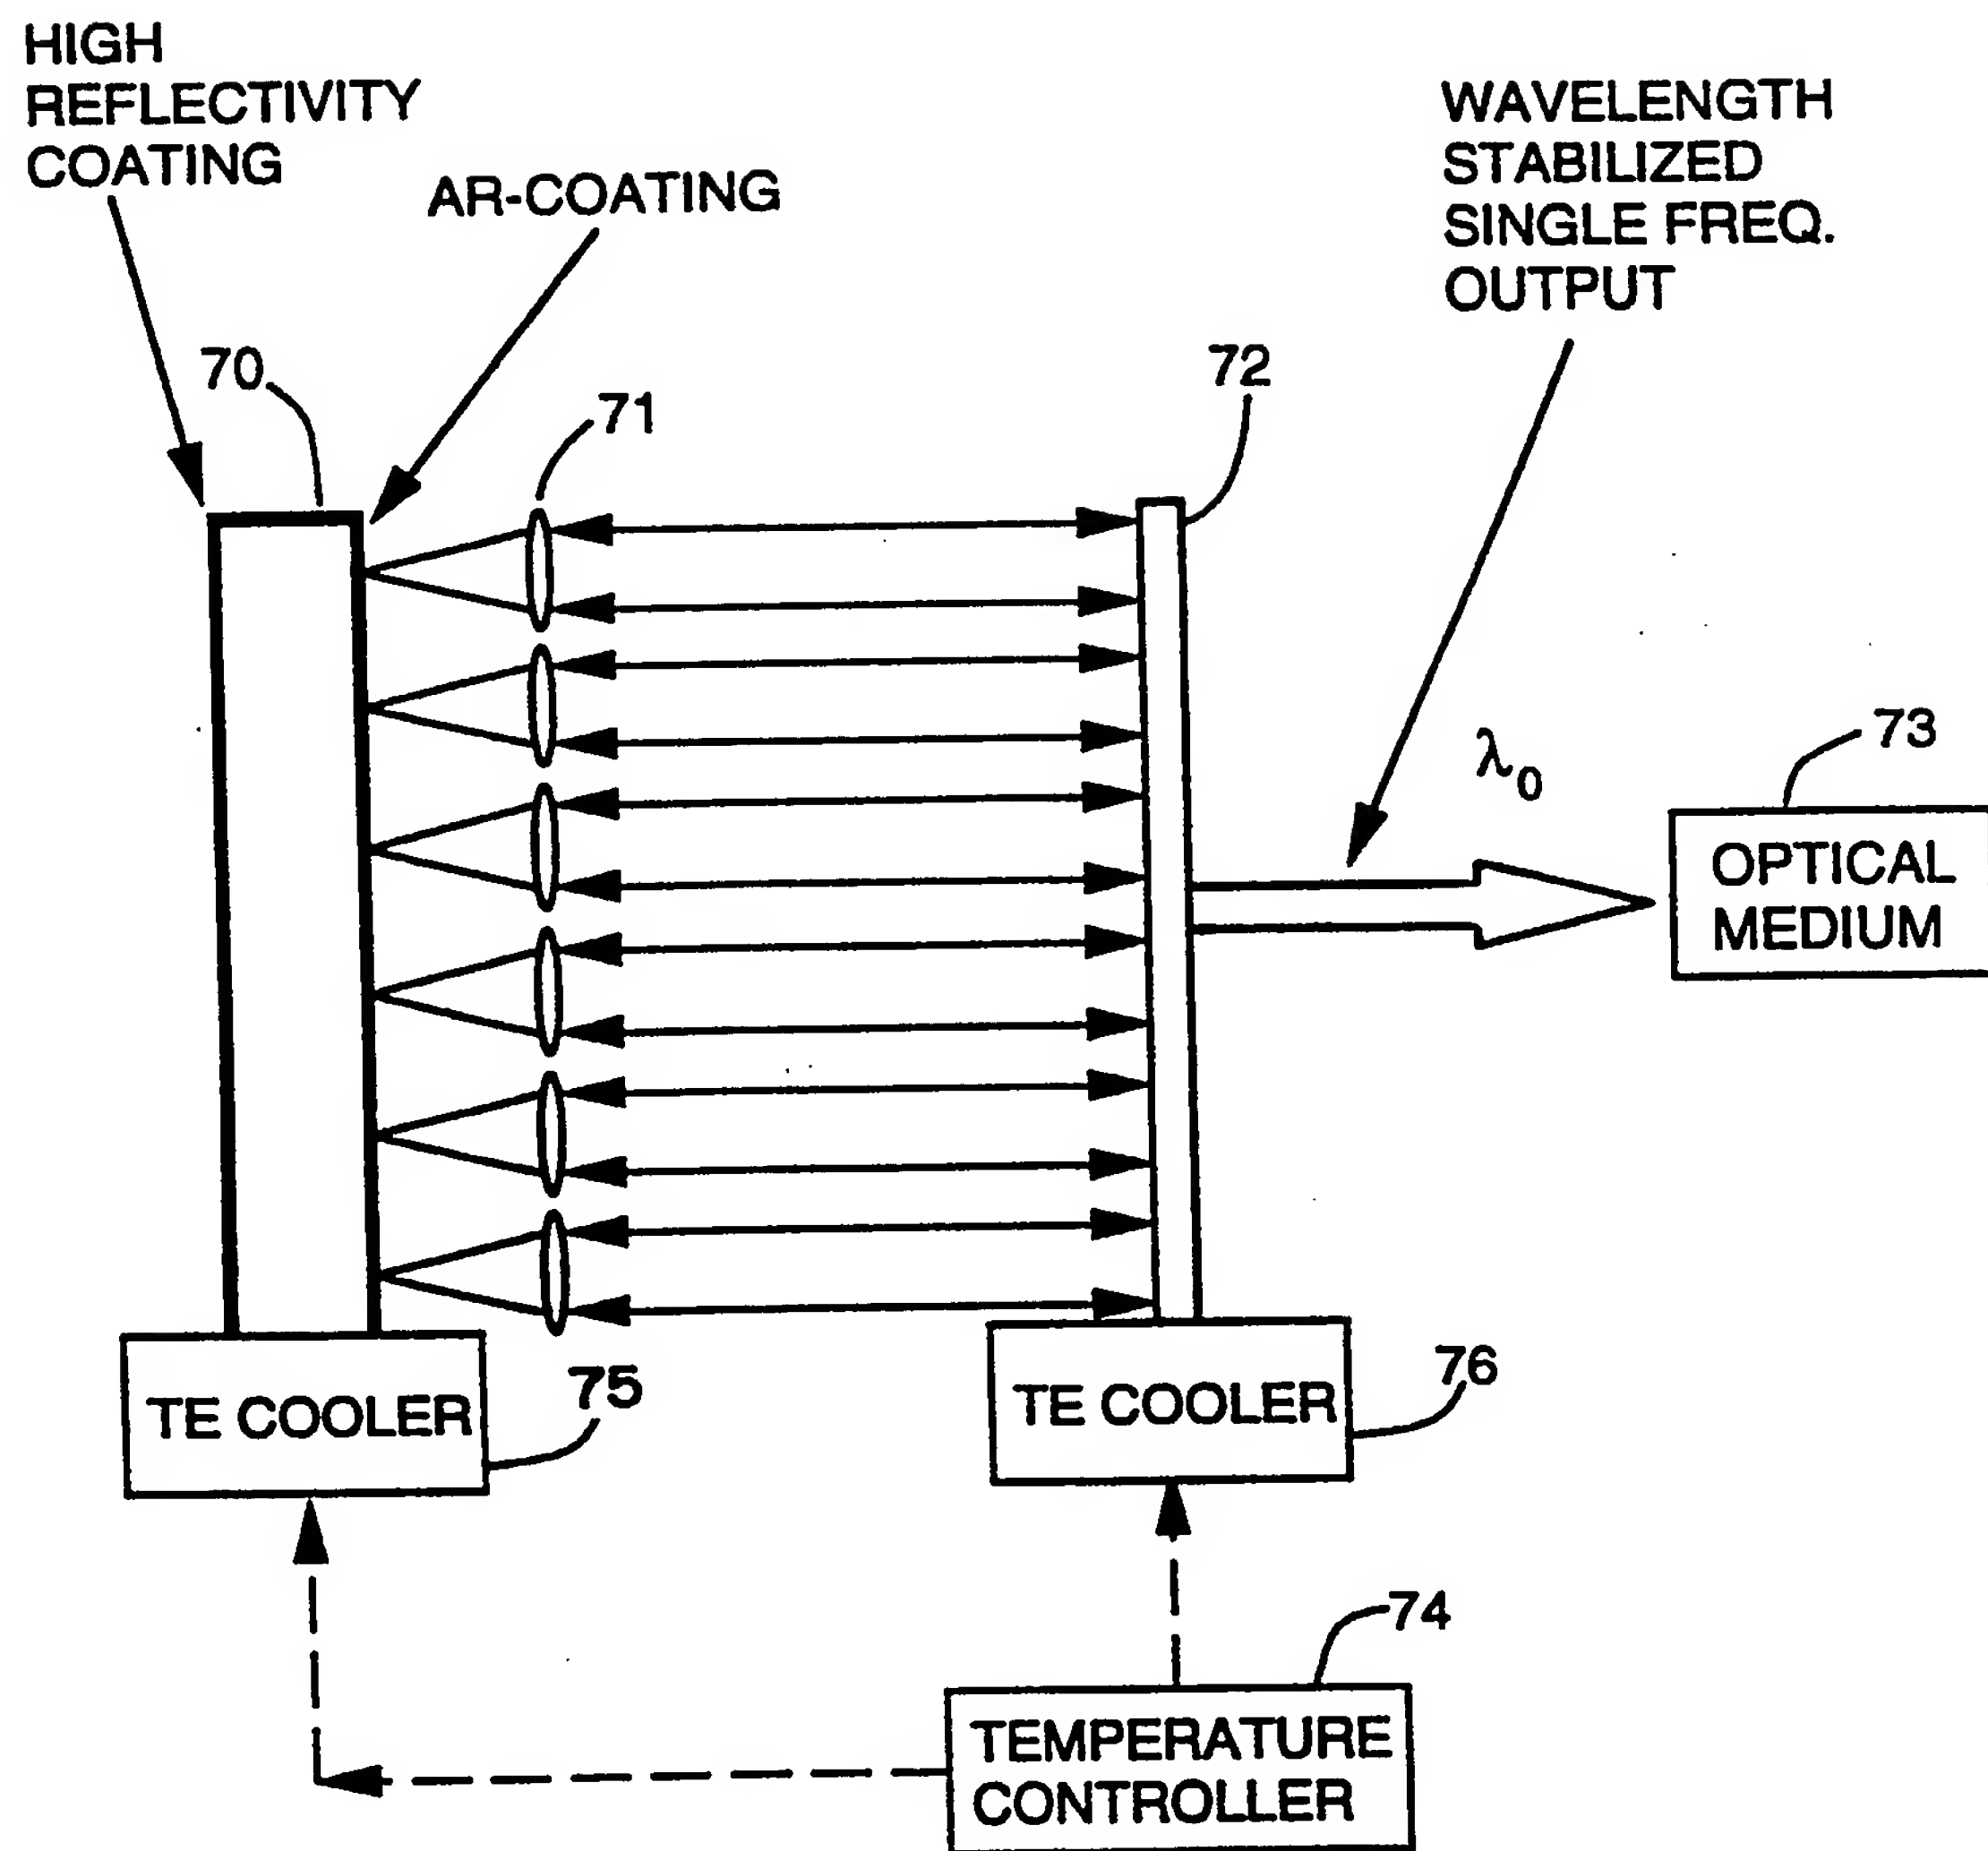 HIGH
REFLECTIVITY
COATING
AR-COATING
WAVELENGTH
STABILIZED
SINGLE FREQ.
OUTPUT
70
71
72
λ0
73
OPTICAL
MEDIUM
TE COOLER
75
TE COOLER
76
74
TEMPERATURE
CONTROLLER